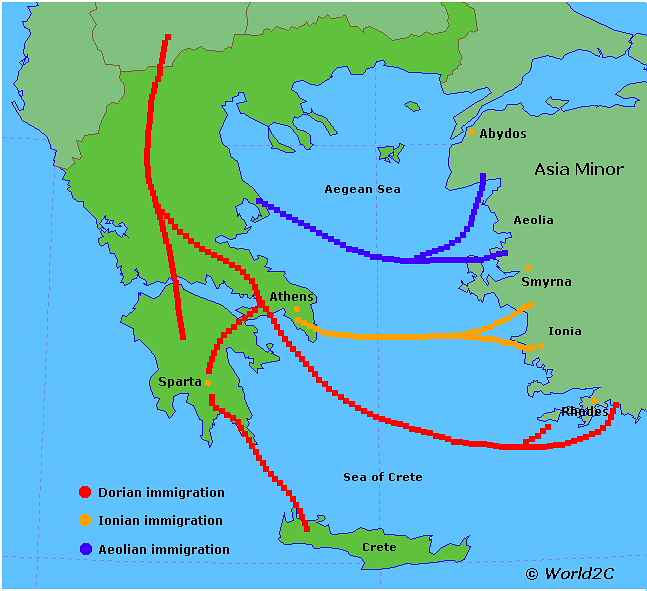 Abydos
Asia Minor
Aegean Sea
Aeolia
Smyrna
Athens
Ionia
Sparta
Rhodes
Sea of Crete
Dorian immigration
Ionian immigration
Aeolian immigration
Crete
© World2C